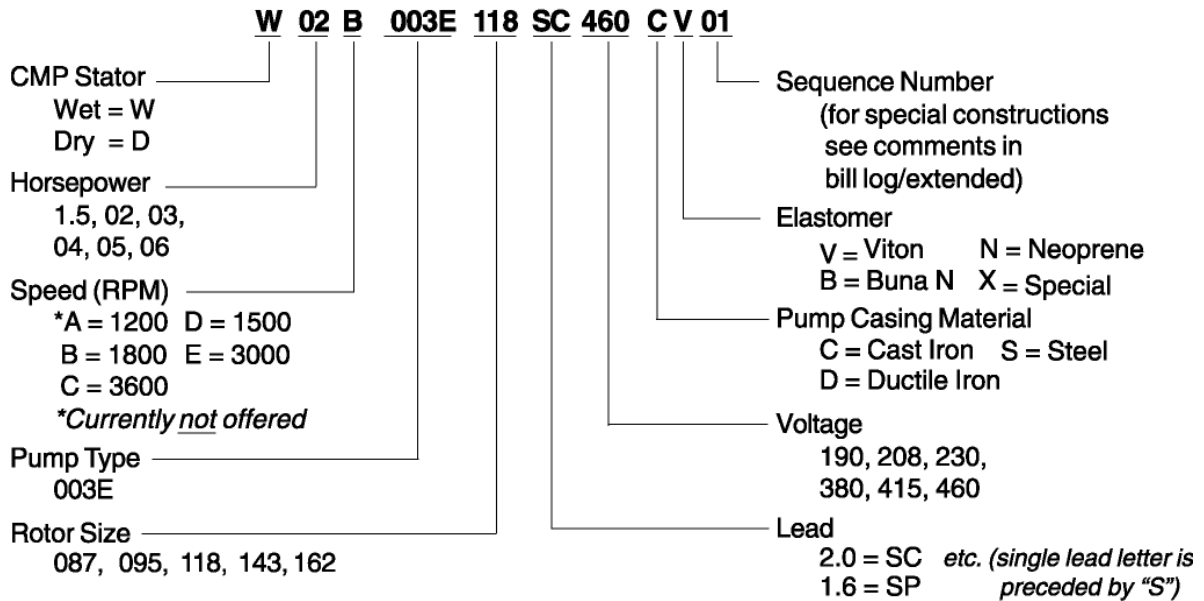 W 02 B 003E 118 SC 460 C V 01
CMP Stator
Wet = W
Dry = D
Horsepower
1.5, 02, 03,
04, 05, 06
Speed (RPM)
*A = 1200 D = 1500
B = 1800 E = 3000
C = 3600
*Currently not offered
Pump Type
003E
Rotor Size
087, 095, 118, 143, 162
Sequence Number
(for special constructions
see comments in
bill log/extended)
Elastomer
V = Viton N = Neoprene
B = Buna N X = Special
Pump Casing Material
C = Cast Iron S = Steel
D = Ductile Iron
Voltage
190, 208, 230,
380, 415, 460
Lead
2.0 = SC etc. (single lead letter is
1.6 = SP preceded by “S”)